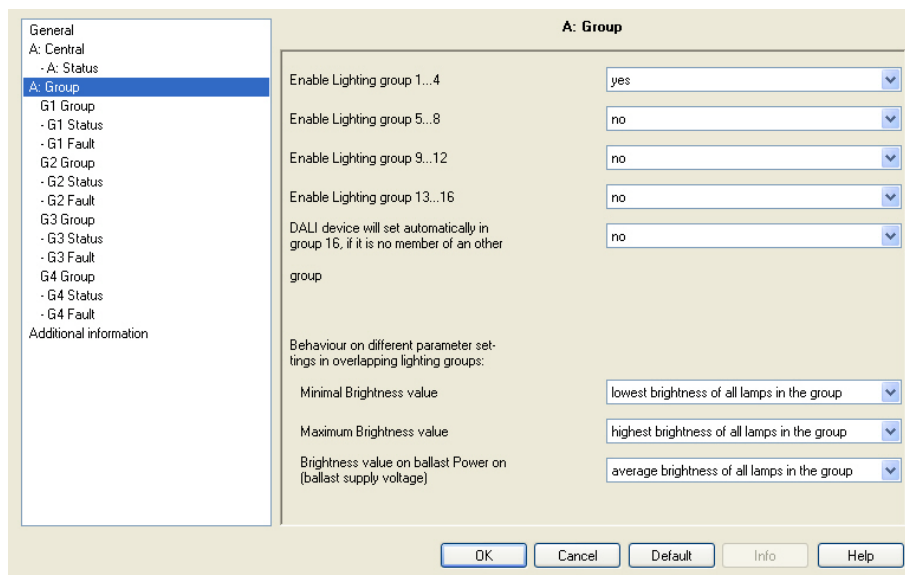 General
A: Central
- A: Status
A: Group
G1 Group
- G1 Status
- G1 Fault
G2 Group
- G2 Status
- G2 Fault
G3 Group
- G3 Status
- G3 Fault
G4 Group
- G4 Status
- G4 Fault
Additional information
A: Group
Enable Lighting group 1...4
yes
Enable Lighting group 5...8
no
Enable Lighting group 9...12
no
Enable Lighting group 13...16
no
DALI device will set automatically in
group 16, if it is no member of an other
group
no
Behaviour on different parameter set-
tings in overlapping lighting groups:
Minimal Brightness value
lowest brightness of all lamps in the group
Maximum Brightness value
highest brightness of all lamps in the group
Brightness value on ballast Power on
(ballast supply voltage)
average brightness of all lamps in the group
OK
Cancel
Default
Info
Help